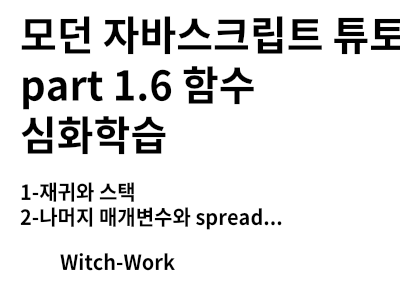 모던 자바스크립트 튜토
part 1.6 함수
심화학습
1-재귀와 스택
2-나머지 매개변수와 spread...
Witch-Work